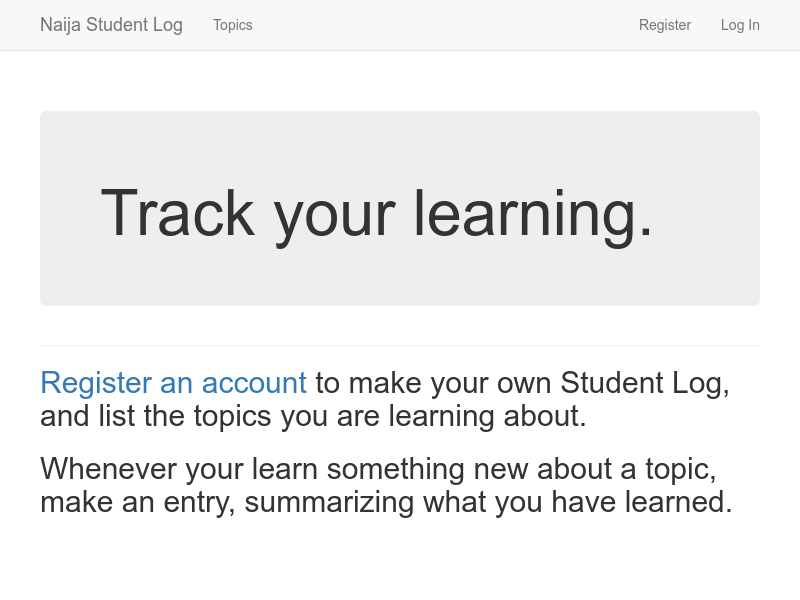 Naija Student Log Topics Register Log In
Track your learning.
Register an account to make your own Student Log,
and list the topics you are learning about.
Whenever your learn something new about a topic,
make an entry, summarizing what you have learned.